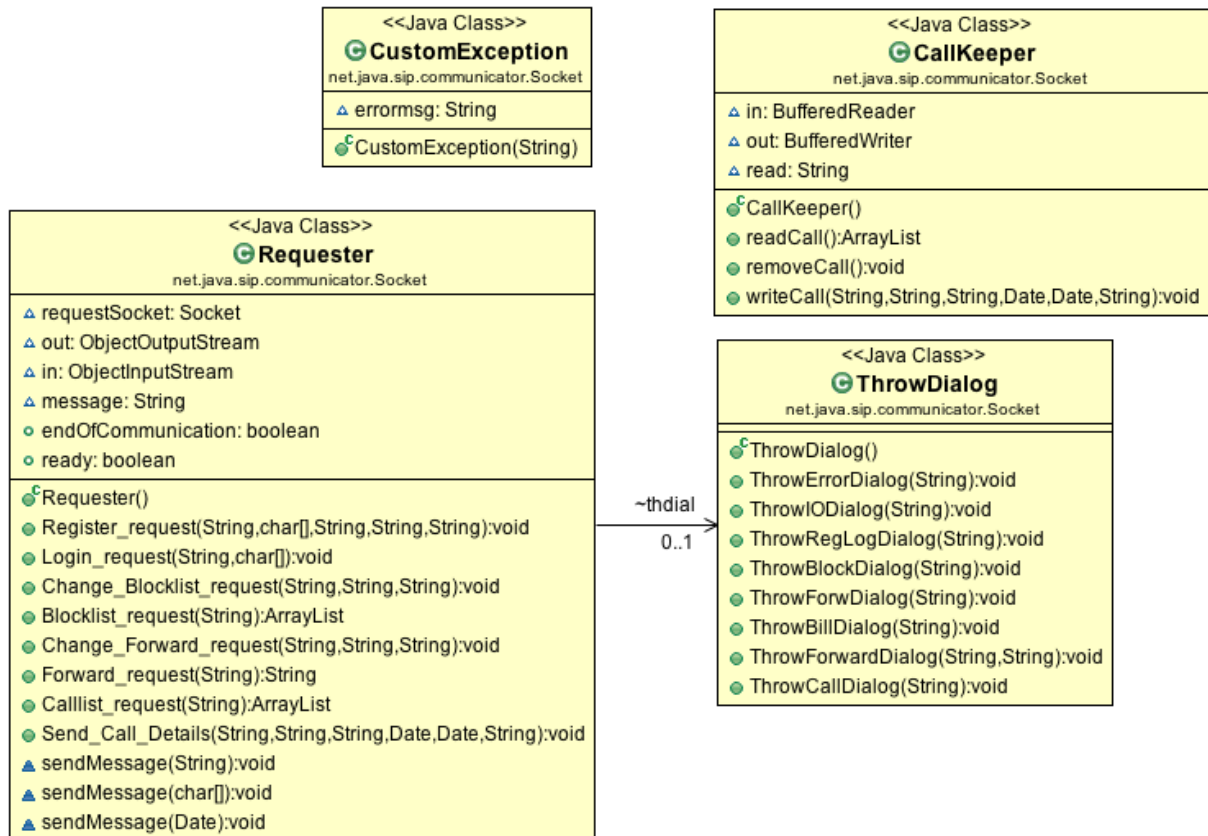 <<Java Class>>
CustomException
net.java.sip.communicator.Socket
errormsg: String
CustomException(String)
<<Java Class>>
CallKeeper
net.java.sip.communicator.Socket
in: BufferedReader
out: BufferedWriter
read: String
CallKeeper()
readCall():ArrayList
removeCall():void
writeCall(String,String,String,Date,Date,String):void
<<Java Class>>
Requester
net.java.sip.communicator.Socket
requestSocket: Socket
out: ObjectOutputStream
in: ObjectInputStream
message: String
endOfCommunication: boolean
ready: boolean
Requester()
Register_request(String,char[],String,String,String):void
Login_request(String,char[]):void
Change_Blocklist_request(String,String,String):void
Blocklist_request(String):ArrayList
Change_Forward_request(String,String,String):void
Forward_request(String):String
Calllist_request(String):ArrayList
Send_Call_Details(String,String,String,Date,Date,String):void
sendMessage(String):void
sendMessage(char[]):void
sendMessage(Date):void
~thdial
0..1
<<Java Class>>
ThrowDialog
net.java.sip.communicator.Socket
ThrowDialog()
ThrowErrorDialog(String):void
ThrowIODialog(String):void
ThrowRegLogDialog(String):void
ThrowBlockDialog(String):void
ThrowForwDialog(String):void
ThrowBillDialog(String):void
ThrowForwardDialog(String,String):void
ThrowCallDialog(String):void